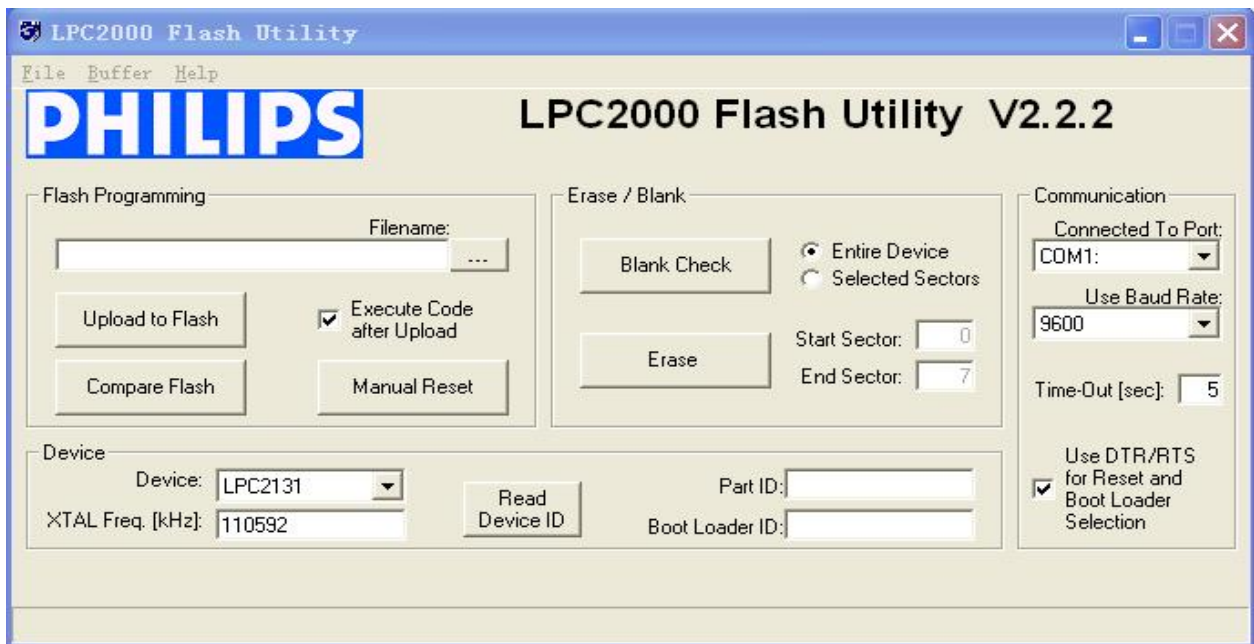 LPC2000 Flash Utility
File Buffer Help
PHILIPS
LPC2000 Flash Utility V2.2.2
Flash Programming
Filename:
...
Upload to Flash
Execute Code
after Upload
Compare Flash
Manual Reset
Erase / Blank
Blank Check
Entire Device
Selected Sectors
Erase
Start Sector: 0
End Sector: 7
Communication
Connected To Port:
COM1:
Use Baud Rate:
9600
Time-Out [sec]: 5
Use DTR/RTS
for Reset and
Boot Loader
Selection
Device
Device: LPC2131
XTAL Freq. [kHz]: 110592
Read
Device ID
Part ID:
Boot Loader ID: